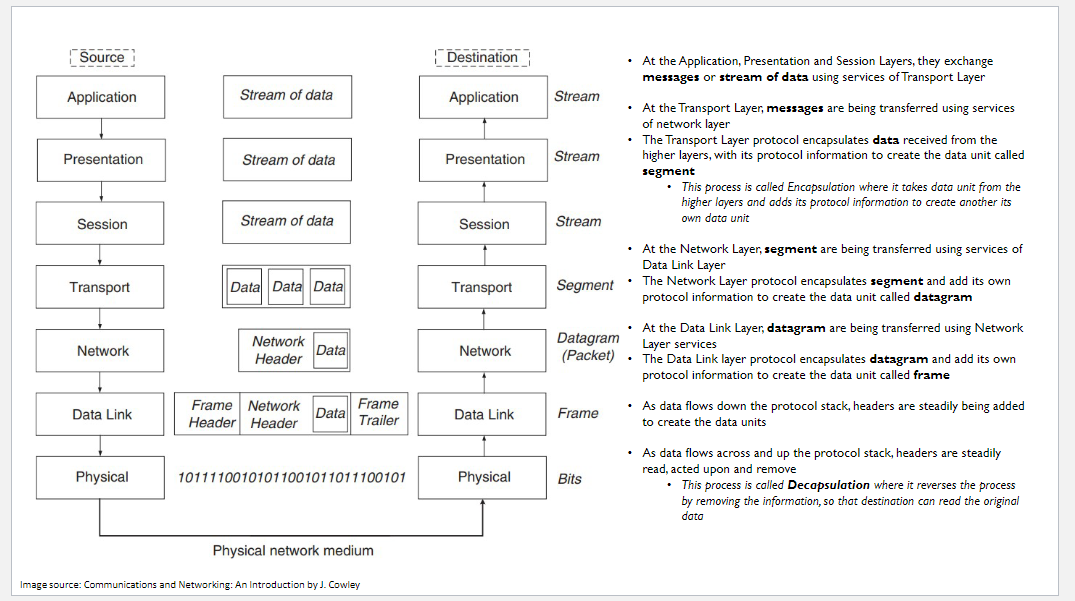 Source
Destination
Application
Stream of data
Application
Stream
Presentation
Stream of data
Presentation
Stream
Session
Stream of data
Session
Stream
Transport
Data Data Data
Transport
Segment
Network
Network
Header
Data
Network
Datagram
(Packet)
Data Link
Frame
Header
Network
Header
Data
Frame
Trailer
Data Link
Frame
Physical
1011110010101100101101110010​1
Physical
Bits
Physical network medium
• At the Application, Presentation and Session Layers, they exchange
messages or stream of data using services of Transport Layer
• At the Transport Layer, messages are being transferred using services
of network layer
• The Transport Layer protocol encapsulates data received from the
higher layers, with its protocol information to create the data unit called
segment
• This process is called Encapsulation where it takes data unit from the
higher layers and adds its protocol information to create another its
own data unit
• At the Network Layer, segment are being transferred using services of
Data Link Layer
• The Network Layer protocol encapsulates segment and add its own
protocol information to create the data unit called datagram
• At the Data Link Layer, datagram are being transferred using Network
Layer services
• The Data Link layer protocol encapsulates datagram and add its own
protocol information to create the data unit called frame
• As data flows down the protocol stack, headers are steadily being added
to create the data units
• As data flows across and up the protocol stack, headers are steadily
read, acted upon and remove
• This process is called Decapsulation where it reverses the process
by removing the information, so that destination can read the original
data
Image source: Communications and Networking: An Introduction by J. Cowley